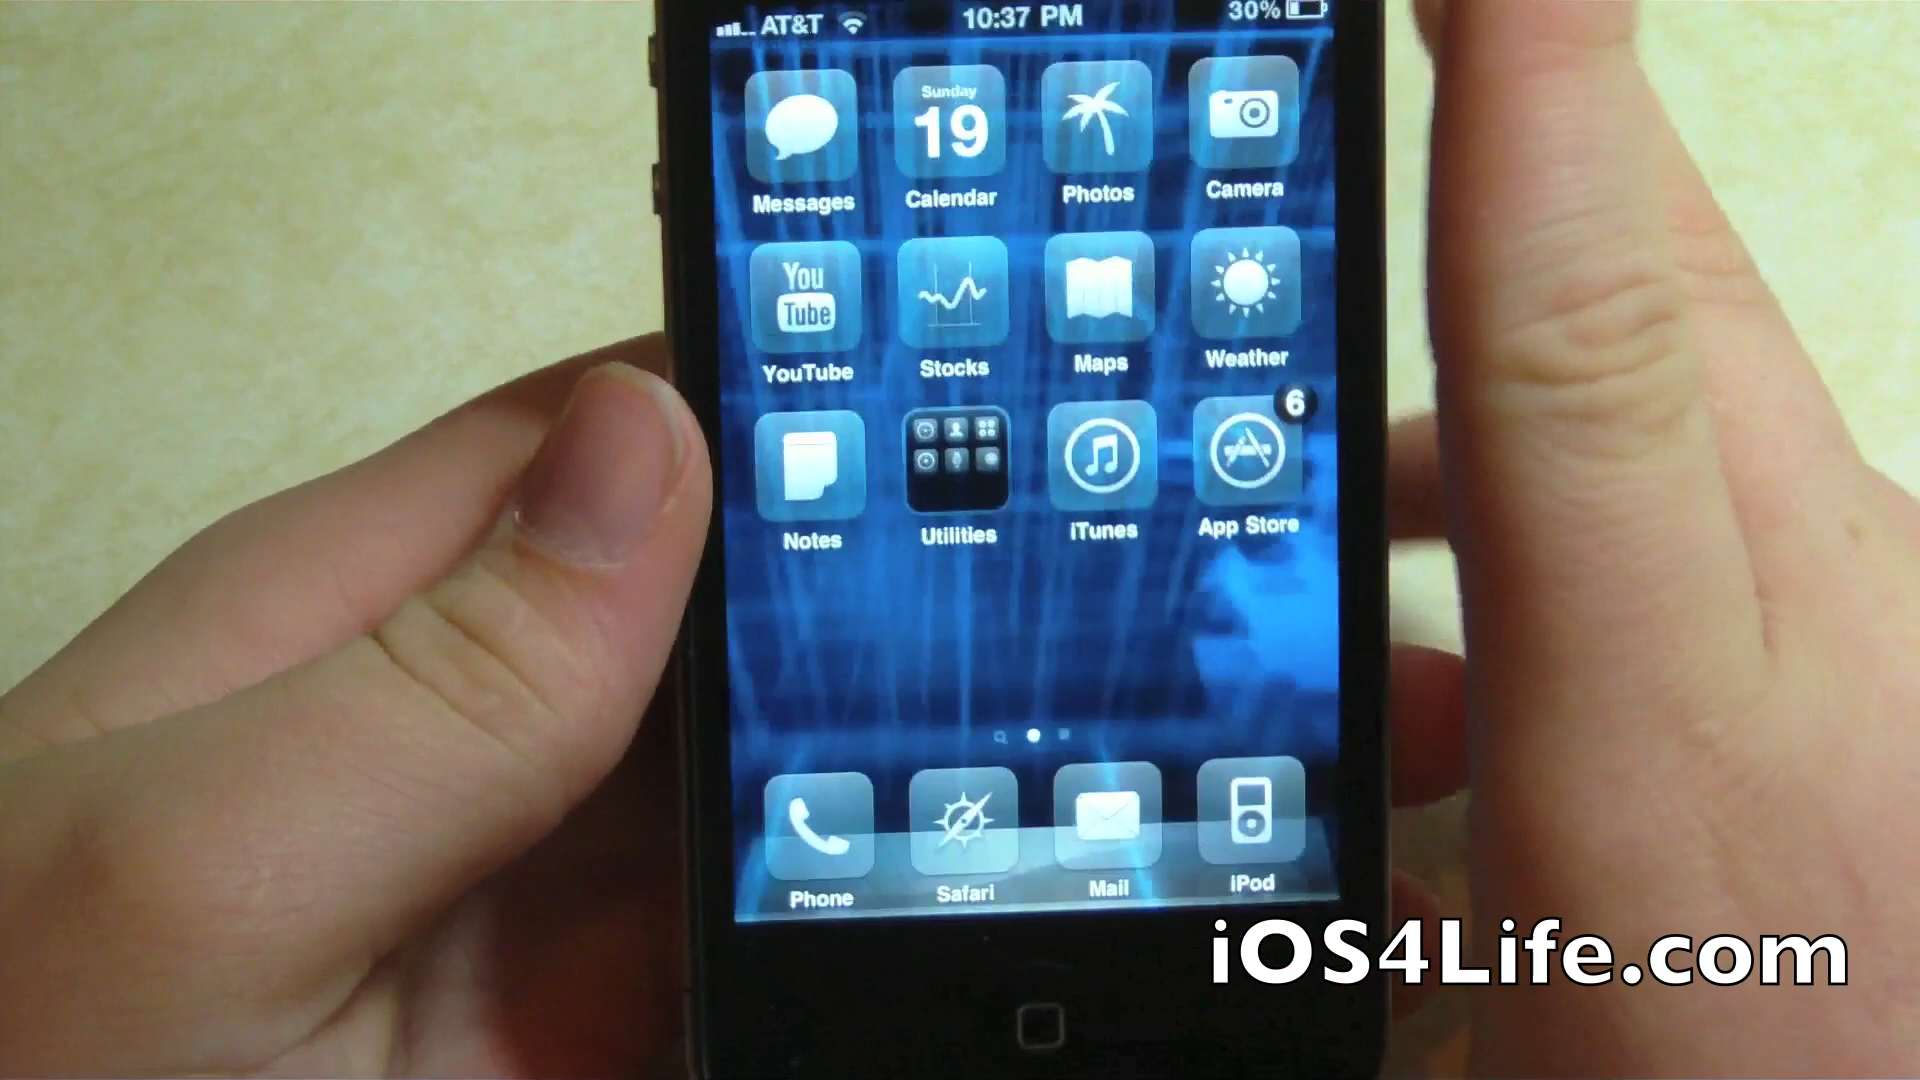 AT&T 10:37 PM 30%
Sunday
19
Messages Calendar Photos Camera
You
Tube
YouTube Stocks Maps Weather
6
Notes Utilities iTunes App Store
Phone Safari Mail iPod
iOS4Life.com